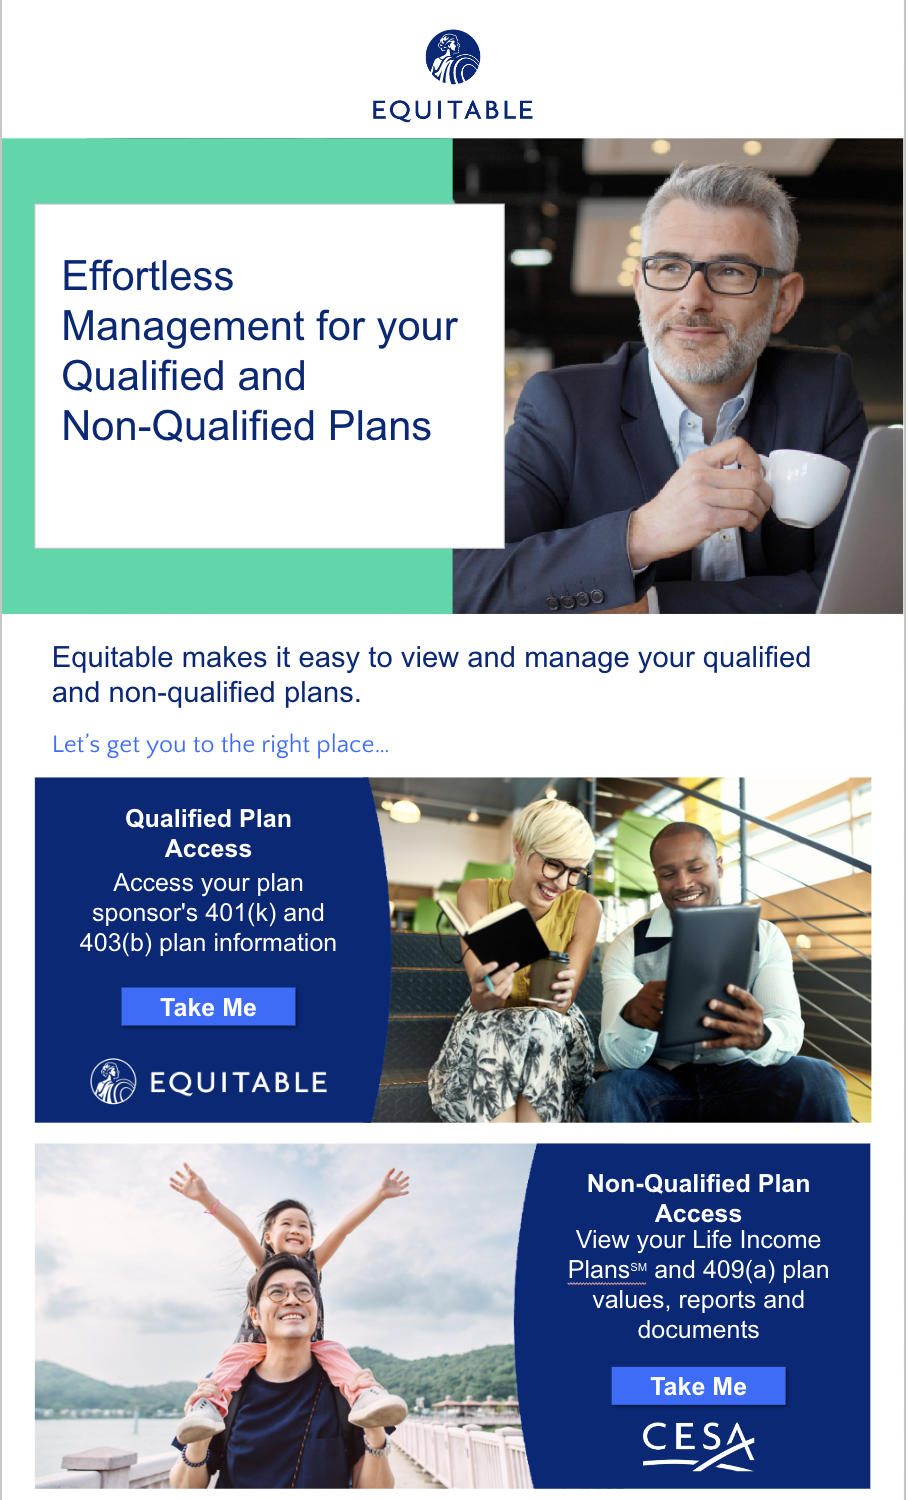 EQUITABLE
Effortless
Management for your
Qualified and
Non-Qualified Plans
Equitable makes it easy to view and manage your qualified
and non-qualified plans.
Let’s get you to the right place...
Qualified Plan
Access
Access your plan
sponsor's 401(k) and
403(b) plan information
Take Me
EQUITABLE
Non-Qualified Plan
Access
View your Life Income
Plans℠ and 409(a) plan
values, reports and
documents
Take Me
CESA